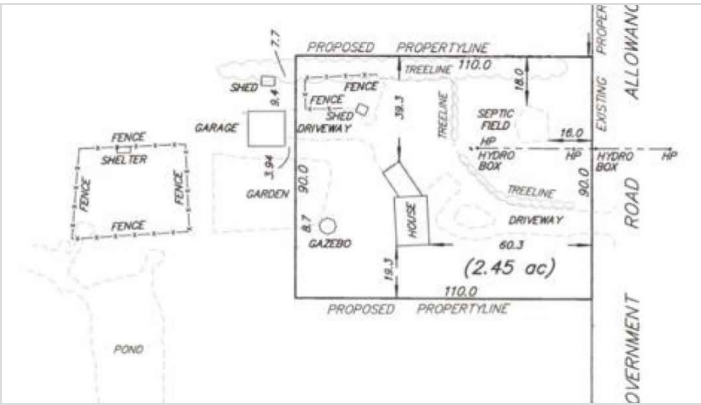 PROPOSED PROPERTYLINE
110.0
7.7
TREELINE
SHED
9.4
FENCE
FENCE
SHED
39.3
18.0
TREELINE
SEPTIC
FIELD
16.0
EXISTING
ALLOWANC
PROPER
GARAGE
DRIVEWAY
FENCE
SHELTER
FENCE
FENCE
FENCE
3.94
GARDEN
90.0
HP
HYDRO
BOX
HP
HYDRO
BOX
HP
TREELINE
90.0
ROAD
HOUSE
DRIVEWAY
8.7
GAZEBO
60.3
19.3
(2.45 ac)
110.0
PROPOSED PROPERTYLINE
POND
OVERNMENT